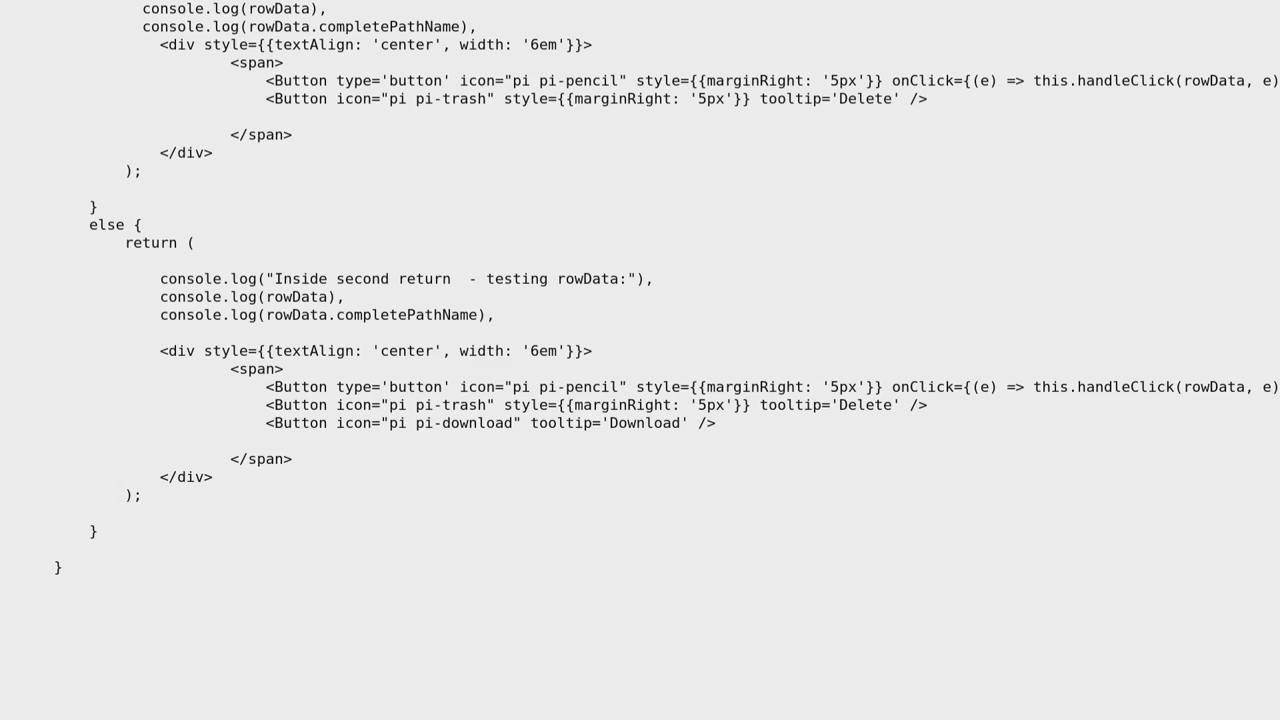 console.log(rowData),
console.log(rowData.completePathName),
<div style={{textAlign: 'center', width: '6em'}}>
<span>
<Button type='button' icon="pi pi-pencil" style={{marginRight: '5px'}} onClick={(e) => this.handleClick(rowData, e)
<Button icon="pi pi-trash" style={{marginRight: '5px'}} tooltip='Delete' />
</span>
</div>
);
}
else {
return (
console.log("Inside second return  - testing rowData:"),
console.log(rowData),
console.log(rowData.completePathName),
<div style={{textAlign: 'center', width: '6em'}}>
<span>
<Button type='button' icon="pi pi-pencil" style={{marginRight: '5px'}} onClick={(e) => this.handleClick(rowData, e)
<Button icon="pi pi-trash" style={{marginRight: '5px'}} tooltip='Delete' />
<Button icon="pi pi-download" tooltip='Download' />
</span>
</div>
);
}
}